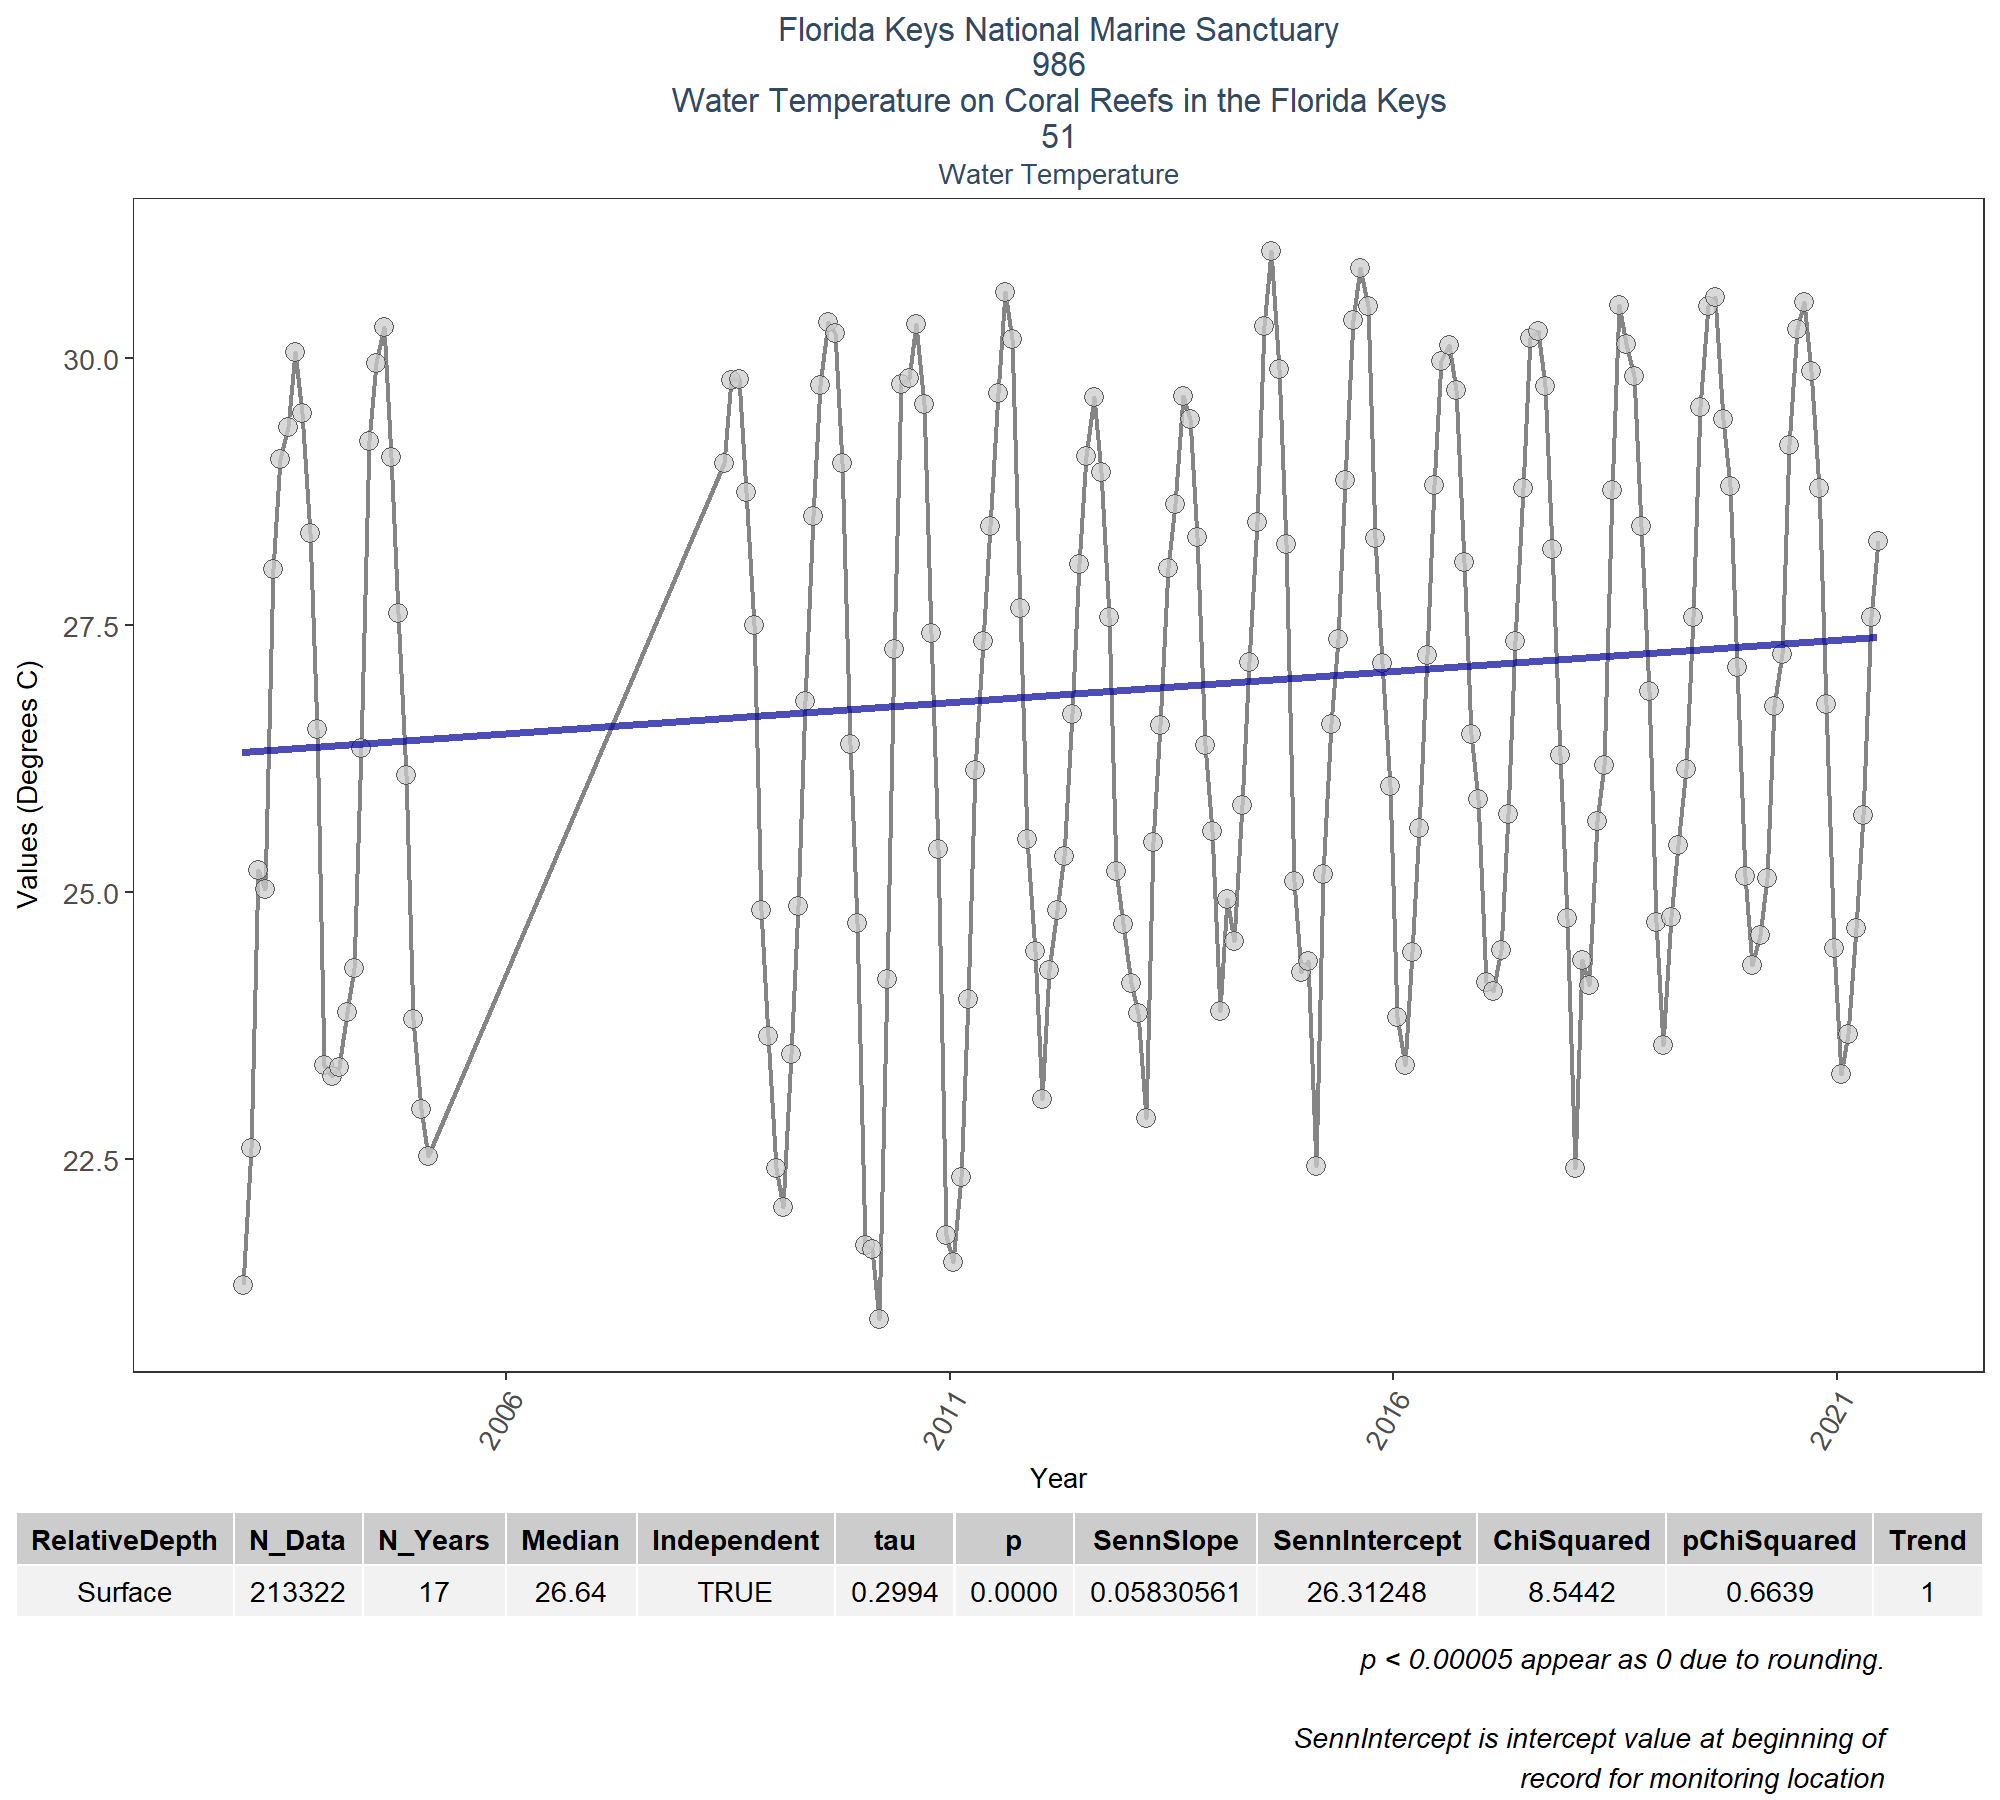 Florida Keys National Marine Sanctuary
986
Water Temperature on Coral Reefs in the Florida Keys
51
Water Temperature
Values (Degrees C)
30.0
27.5
25.0
22.5
2006
2011
2016
2021
Year
RelativeDepth N_Data N_Years Median Independent tau p SennSlope SennIntercept ChiSquared pChiSquared Trend
Surface 213322 17 26.64 TRUE 0.2994 0.0000 0.05830561 26.31248 8.5442 0.6639 1
p < 0.00005 appear as 0 due to rounding.
SennIntercept is intercept value at beginning of
record for monitoring location